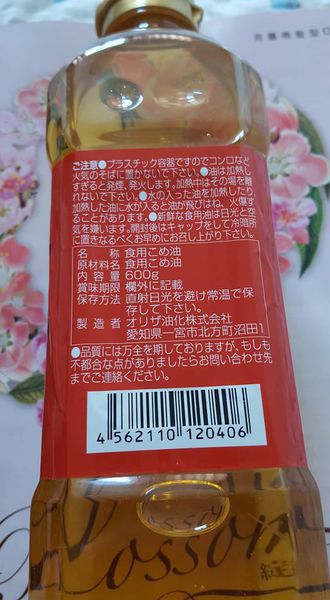 ご注意●プラスチック容器ですのでコンロなど
火気のそばに置かないで下さい。●油は加熱し
すぎると発煙、発火します。加熱中はその場を離
れないで下さい。●水の入った油を加熱したり、
加熱した油に水が入ると油が飛びはね、火傷す
ることがあります。●新鮮な食用油は日光と空
気を嫌います。開封後はキャップをして冷暗所
に置きなるべくお早めにお召し上がり下さい。
名称 食用こめ油
原材料名 食用こめ油
内容量 600g
賞味期限 欄外に記載
保存方法 直射日光を避け常温で保
存して下さい。
製造者 オリザ油化株式会社
愛知県一宮市北方町沼田1
●品質には万全を期しておりますが、もしも
不都合な点がありましたらお問い合わせ先
までご連絡ください。
4 562110 120406
ossom